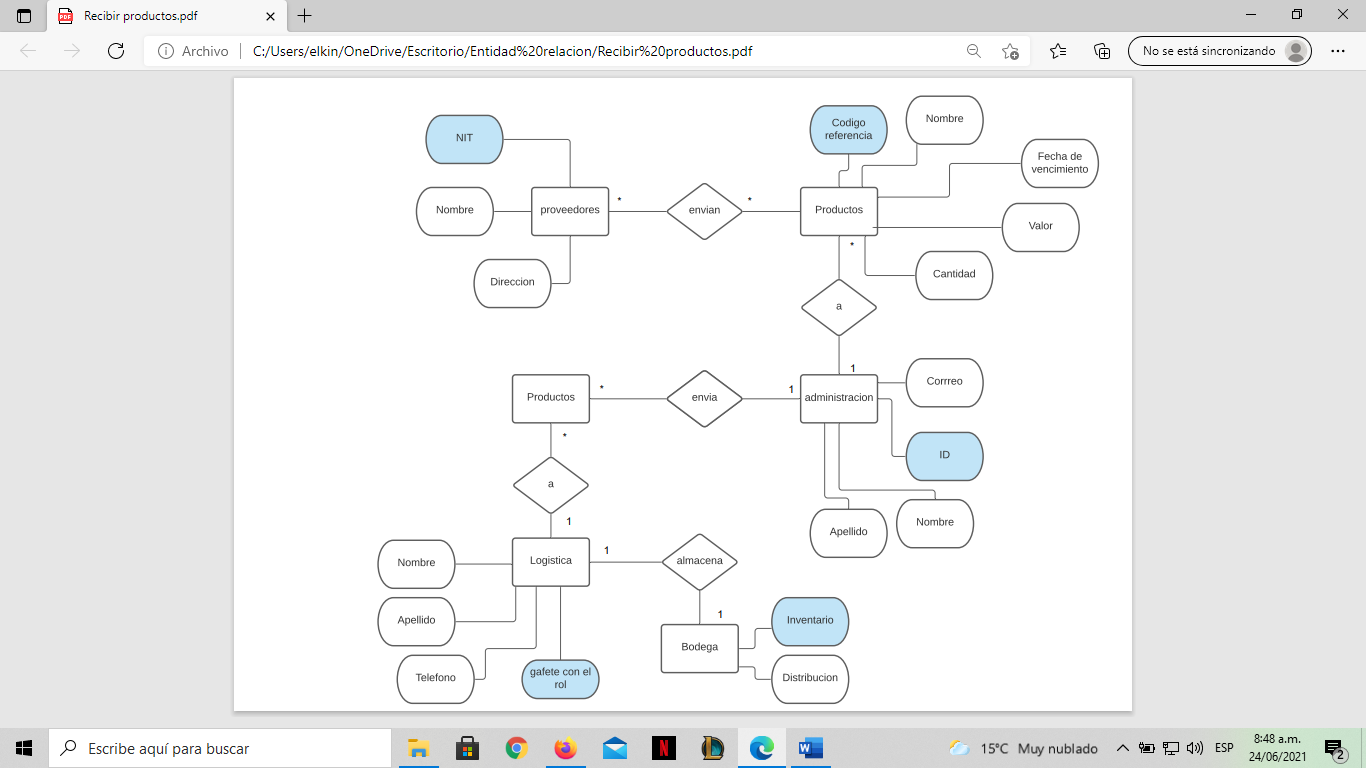 Recibir productos.pdf
Archivo
C:/Users/elkin/OneDrive/Escritorio/Entidad%20relacion/Recibir%20productos.pdf
No se está sincronizando
NIT
Nombre
Direccion
proveedores
*
envian
*
Codigo
referencia
Nombre
Fecha de
vencimiento
Productos
Valor
Cantidad
*
a
1
Productos
*
envia
1
administracion
Corrreo
ID
Nombre
Apellido
*
a
1
Nombre
Apellido
Telefono
Logistica
gafete con el
rol
1
almacena
1
Bodega
Inventario
Distribucion
Escribe aquí para buscar
15°C Muy nublado
ESP
8:48 a.m.
24/06/2021
2